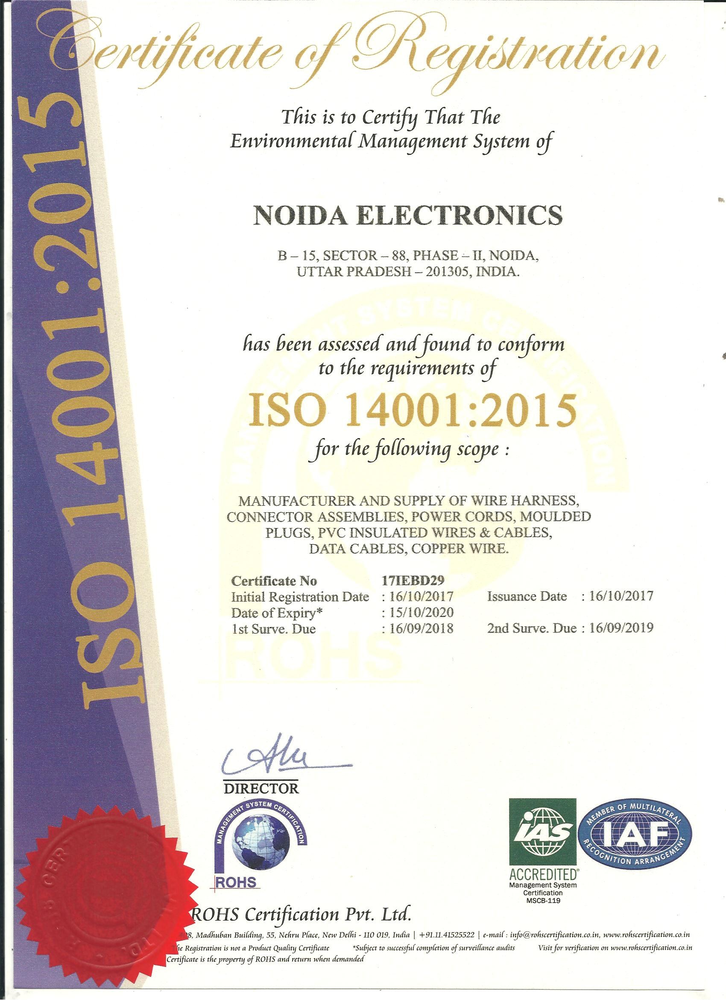 Certificate of Registration
ISO 14001:2015
This is to Certify That The
Environmental Management System of
NOIDA ELECTRONICS
B – 15, SECTOR – 88, PHASE – II, NOIDA,
UTTAR PRADESH – 201305, INDIA.
has been assessed and found to conform
to the requirements of
ISO 14001:2015
for the following scope :
MANUFACTURER AND SUPPLY OF WIRE HARNESS,
CONNECTOR ASSEMBLIES, POWER CORDS, MOULDED
PLUGS, PVC INSULATED WIRES & CABLES,
DATA CABLES, COPPER WIRE.
Certificate No 17IEBD29
Initial Registration Date : 16/10/2017 Issuance Date : 16/10/2017
Date of Expiry* : 15/10/2020
1st Surve. Due : 16/09/2018 2nd Surve. Due : 16/09/2019
MANAGEMENT SYSTEM CERTIFICATION
ROHS
DIRECTOR
MANAGEMENT SYSTEM CERTIFICATION
ROHS
IAS
ACCREDITED®
Management System
Certification
MSCB-119
MEMBER OF MULTILATERAL
IAF
RECOGNITION ARRANGEMENT
ROHS Certification Pvt. Ltd.
Madhuban Building, 55, Nehru Place, New Delhi - 110 019, India | +91.11.41525522 | e-mail : info@rohscertification.co.in, www.rohscertification.co.in
Registration is not a Product Quality Certificate *Subject to successful completion of surveillance audits Visit for verification on www.rohscertification.co.in
Certificate is the property of ROHS and return when demanded